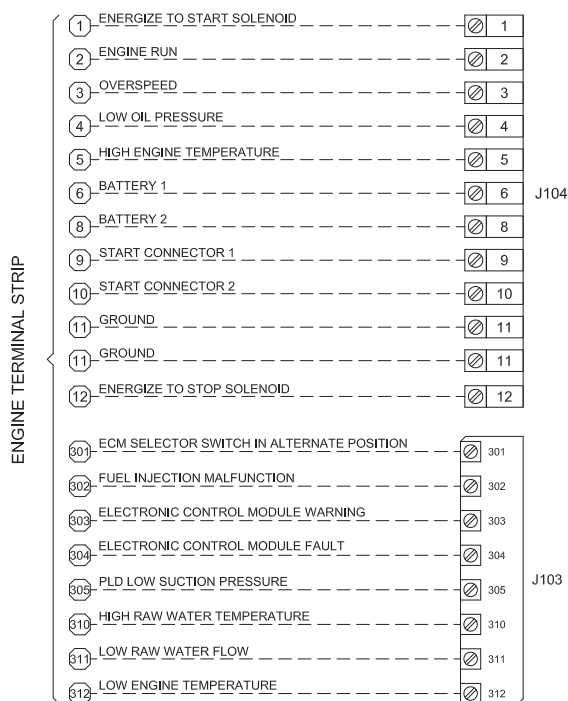 1 ENERGIZE TO START SOLENOID 1
2 ENGINE RUN 2
3 OVERSPEED 3
4 LOW OIL PRESSURE 4
5 HIGH ENGINE TEMPERATURE 5
6 BATTERY 1 6
J104
8 BATTERY 2 8
9 START CONNECTOR 1 9
10 START CONNECTOR 2 10
11 GROUND 11
11 GROUND 11
12 ENERGIZE TO STOP SOLENOID 12
ENGINE TERMINAL STRIP
301 ECM SELECTOR SWITCH IN ALTERNATE POSITION 301
302 FUEL INJECTION MALFUNCTION 302
303 ELECTRONIC CONTROL MODULE WARNING 303
304 ELECTRONIC CONTROL MODULE FAULT 304
305 PLD LOW SUCTION PRESSURE 305
J103
310 HIGH RAW WATER TEMPERATURE 310
311 LOW RAW WATER FLOW 311
312 LOW ENGINE TEMPERATURE 312